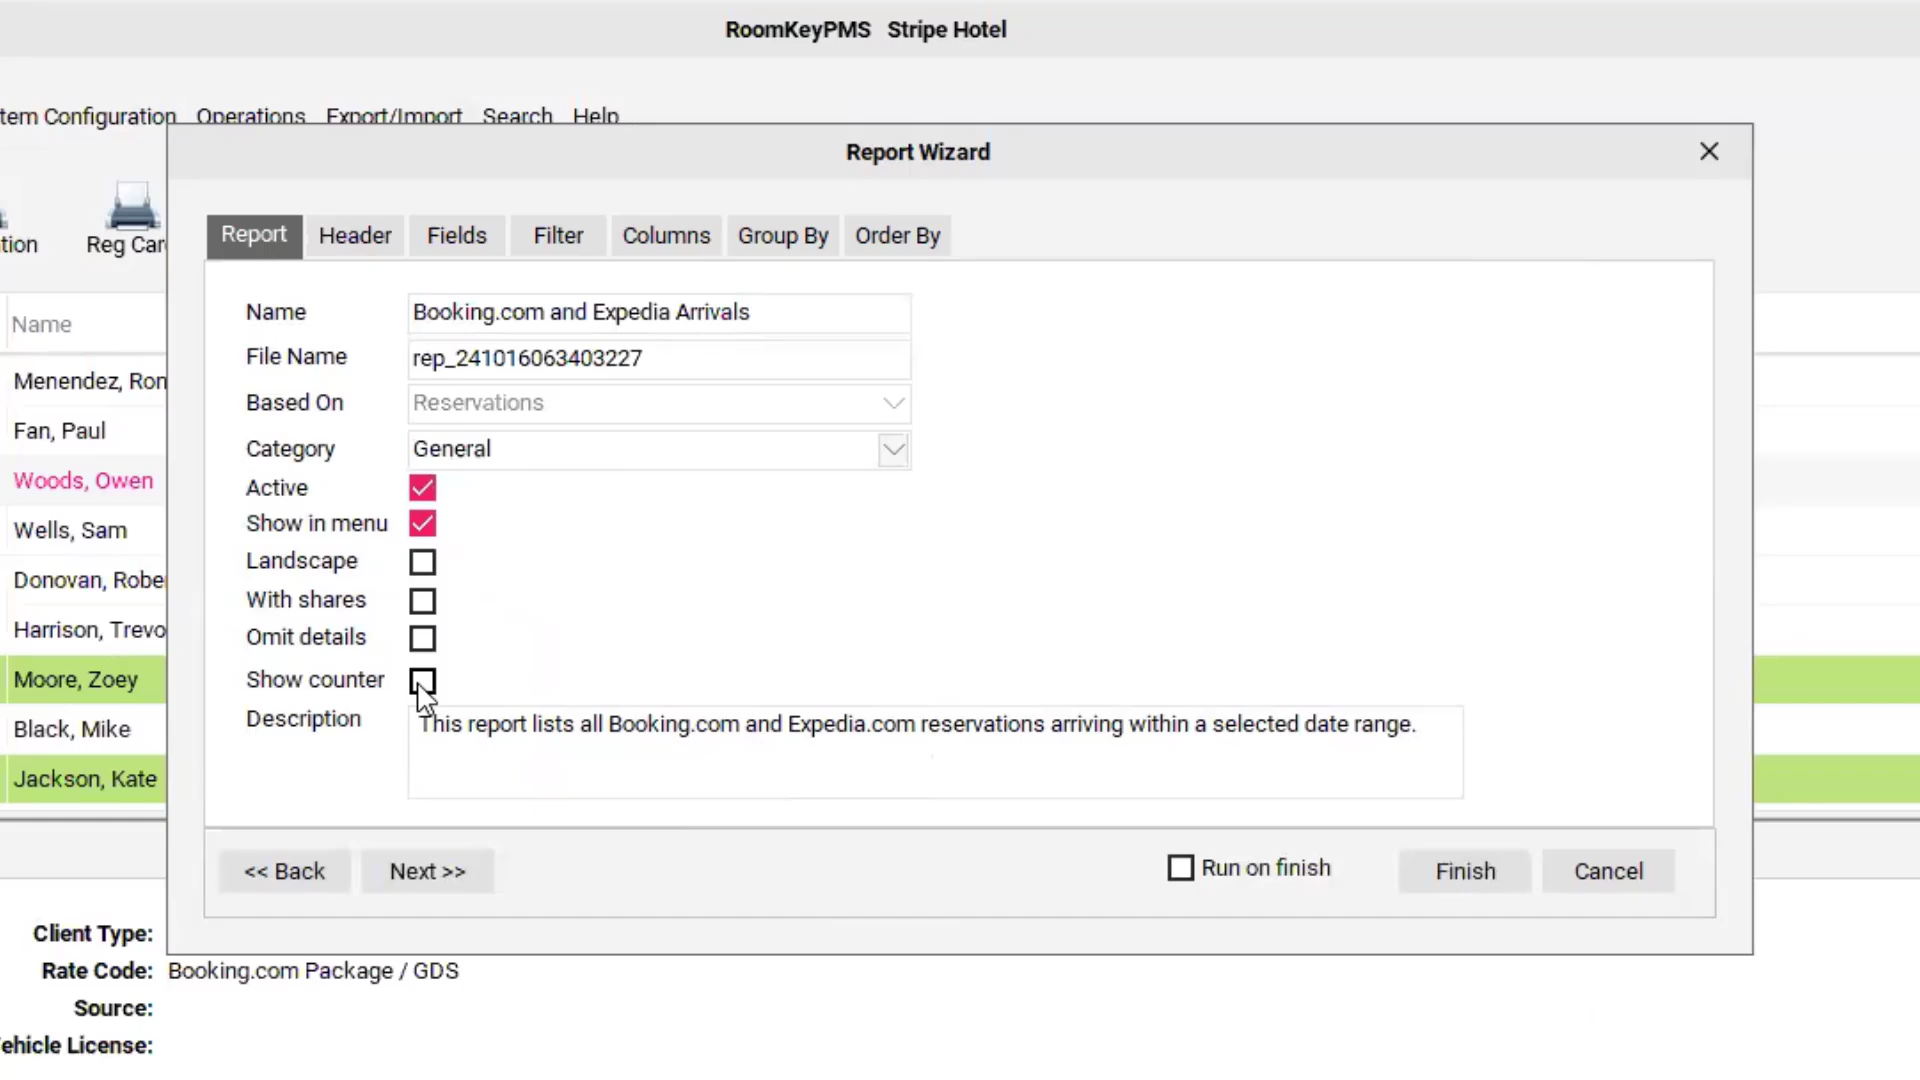 RoomKeyPMS Stripe Hotel
tem Configuration Operations Export/Import Search Help
Report Wizard
tion
Reg Car
Report Header Fields Filter Columns Group By Order By
Name
Menendez, Ron
Fan, Paul
Woods, Owen
Wells, Sam
Donovan, Robe
Harrison, Trevo
Moore, Zoey
Black, Mike
Jackson, Kate
Name Booking.com and Expedia Arrivals
File Name rep_241016063403227
Based On Reservations
Category General
Active
Show in menu
Landscape
With shares
Omit details
Show counter
Description This report lists all Booking.com and Expedia.com reservations arriving within a selected date range.
<< Back Next >> Run on finish Finish Cancel
Client Type:
Rate Code: Booking.com Package / GDS
Source:
ehicle License: